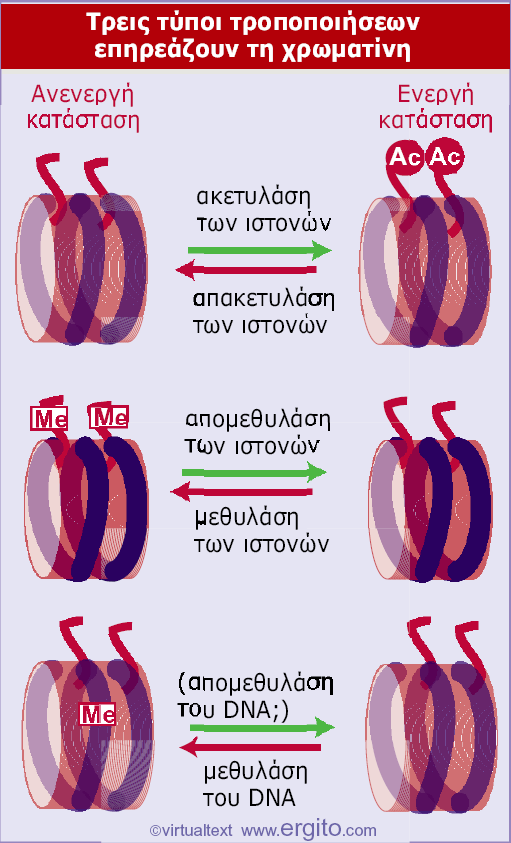 Τρεις τύποι τροποποιήσεων
επηρεάζουν τη χρωματίνη
Ανενεργή
κατάσταση
Ενεργή
κατάσταση
Ac Ac
ακετυλάση
των ιστονών
απακετυλάση
των ιστονών
Me Me
απομεθυλάση
των ιστονών
μεθυλάση
των ιστονών
(απομεθυλάση
του DNA;)
Me
μεθυλάση
του DNA
©virtualtext www.ergito.com